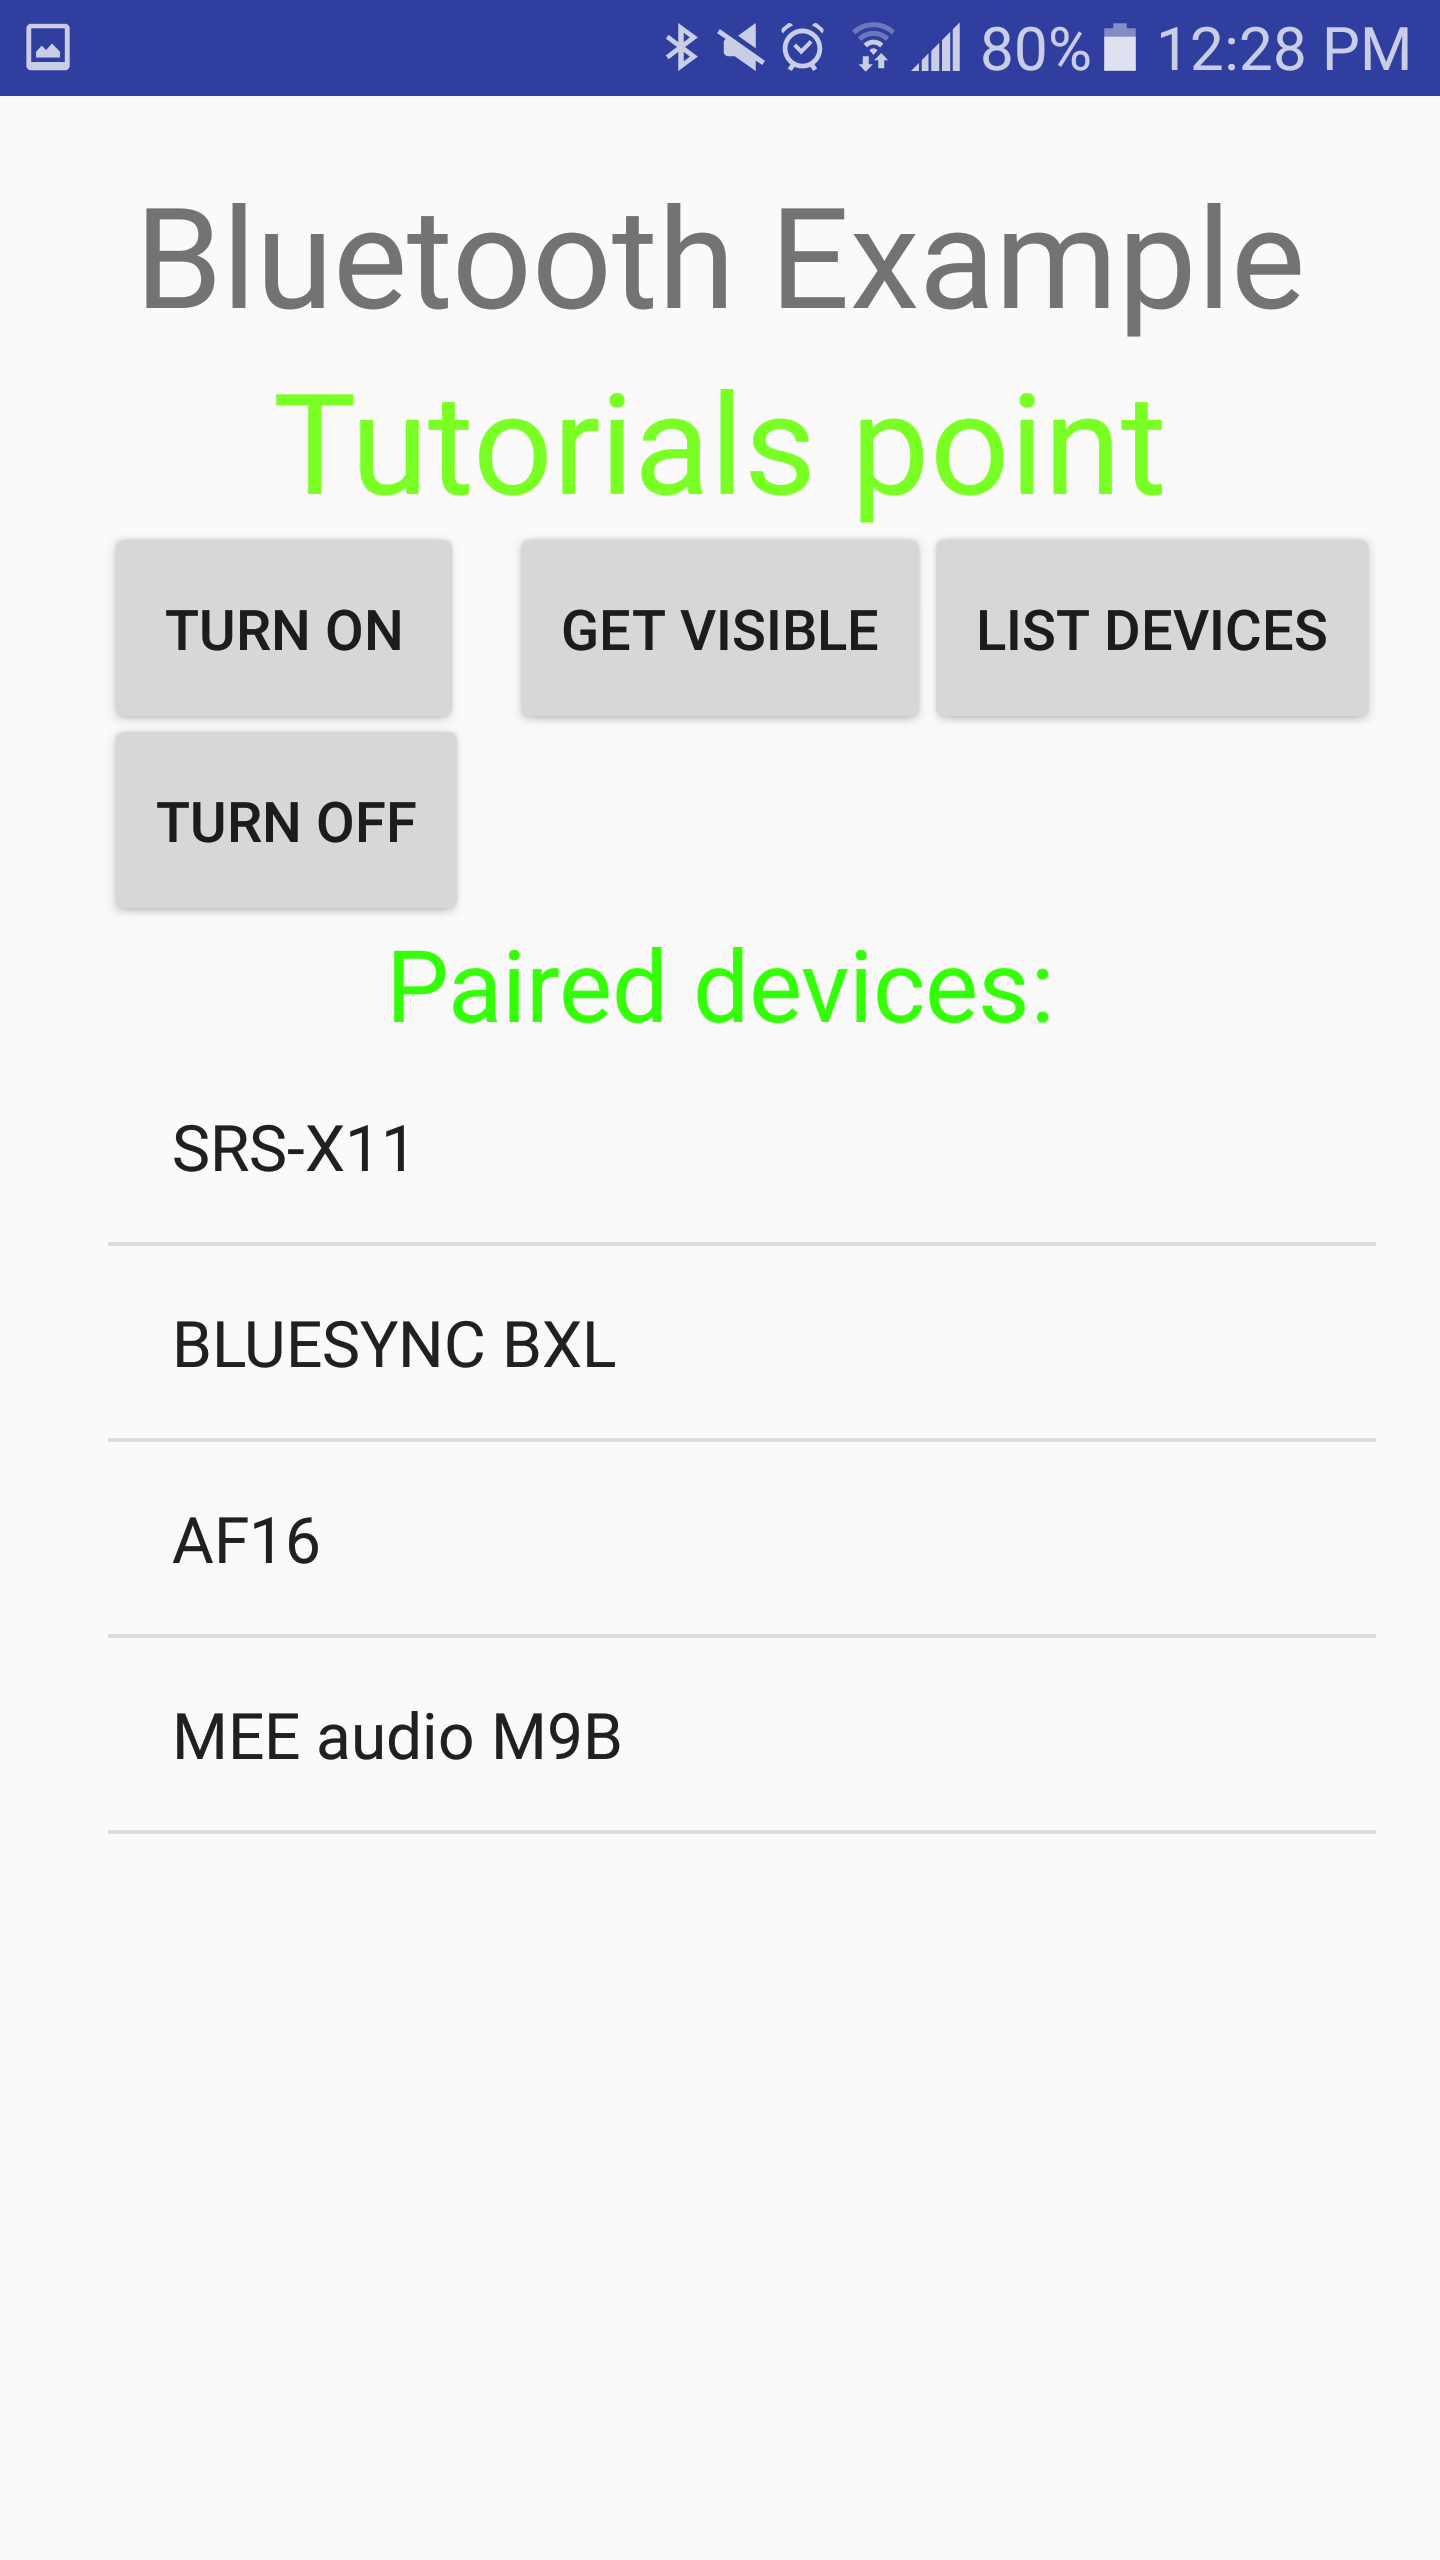 80% 12:28 PM
Bluetooth Example
Tutorials point
TURN ON GET VISIBLE LIST DEVICES
TURN OFF
Paired devices:
SRS-X11
BLUESYNC BXL
AF16
MEE audio M9B